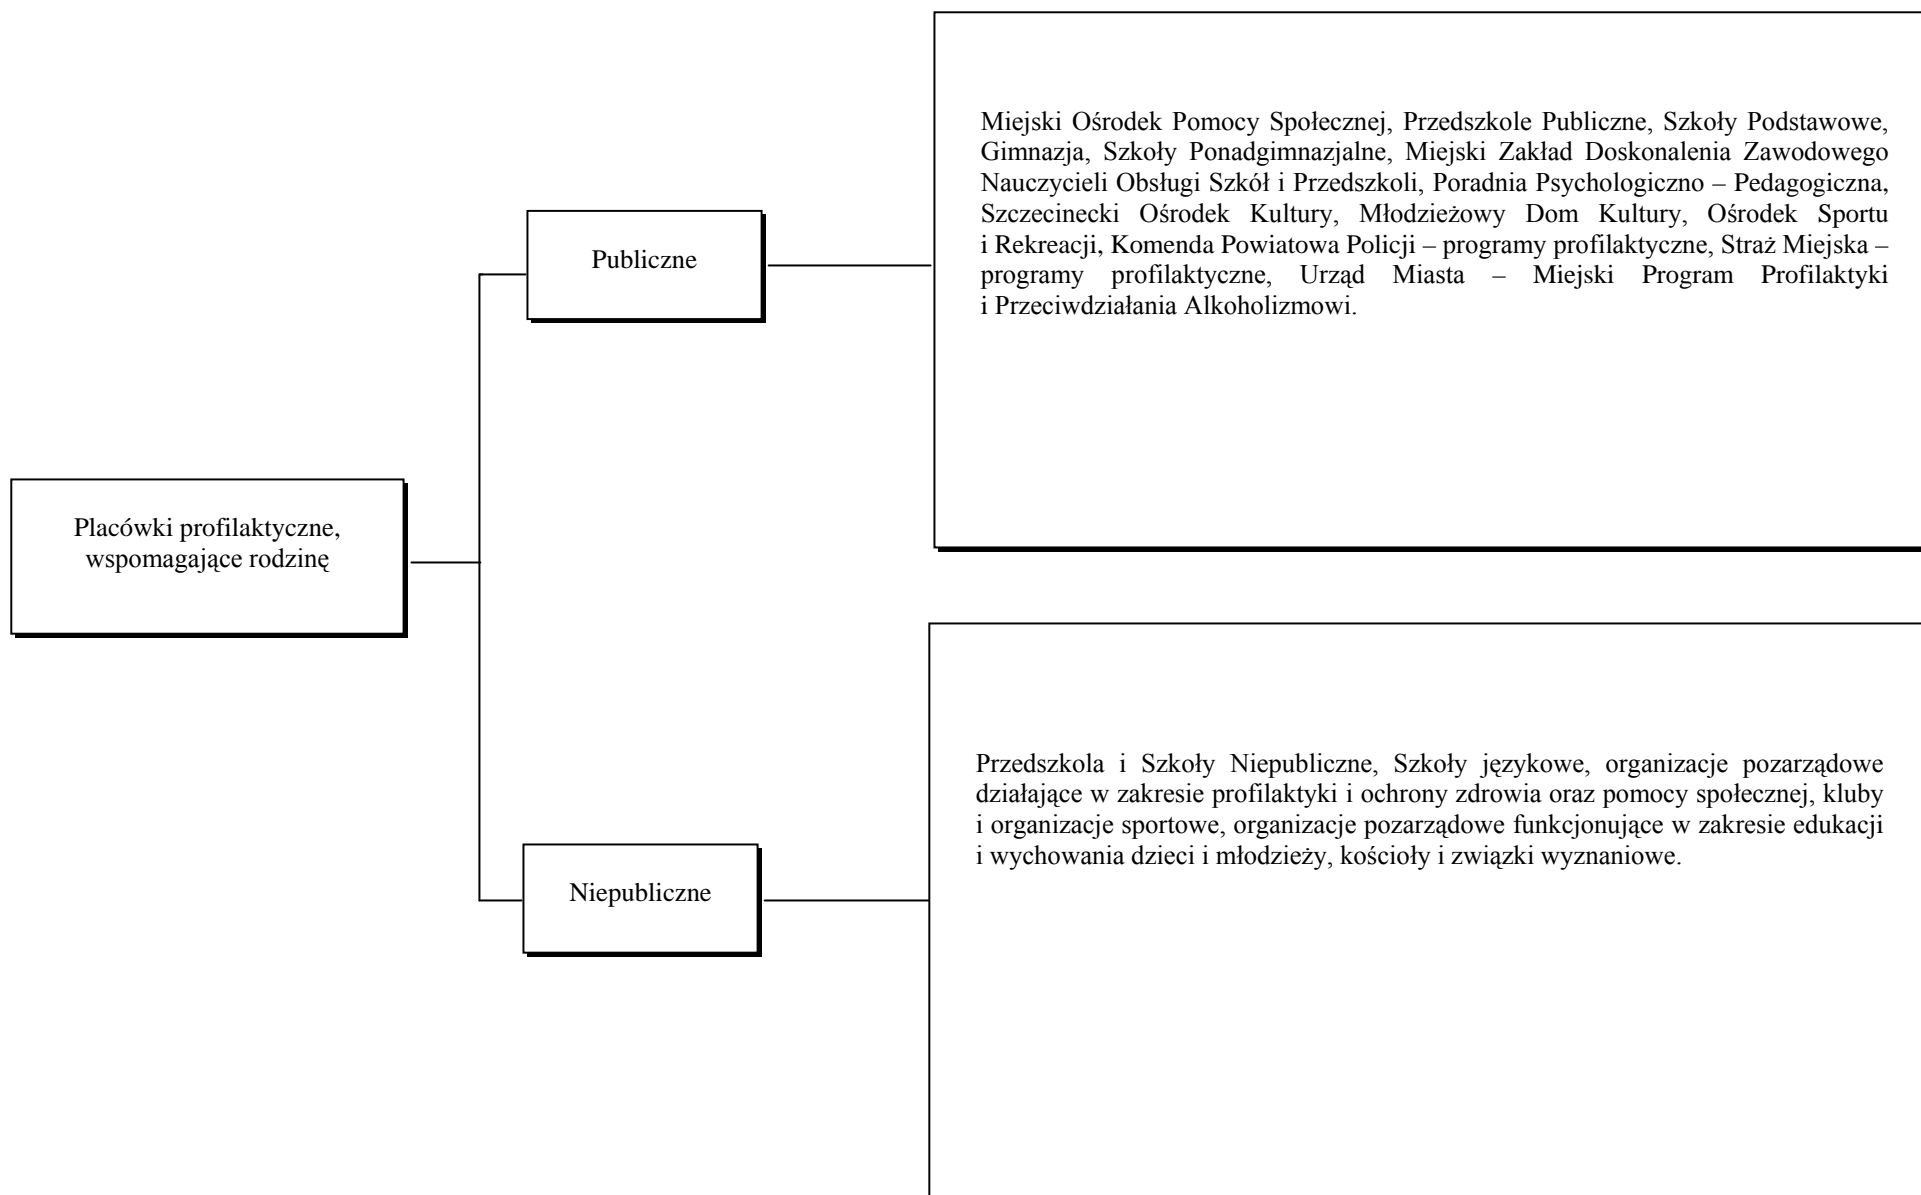 Placówki profilaktyczne,
wspomagające rodzinę
Publiczne
Miejski Ośrodek Pomocy Społecznej, Przedszkole Publiczne, Szkoły Podstawowe,
Gimnazja, Szkoły Ponadgimnazjalne, Miejski Zakład Doskonalenia Zawodowego
Nauczycieli Obsługi Szkół i Przedszkoli, Poradnia Psychologiczno – Pedagogiczna,
Szczecinecki Ośrodek Kultury, Młodzieżowy Dom Kultury, Ośrodek Sportu
i Rekreacji, Komenda Powiatowa Policji – programy profilaktyczne, Straż Miejska –
programy profilaktyczne, Urząd Miasta – Miejski Program Profilaktyki
i Przeciwdziałania Alkoholizmowi.
Niepubliczne
Przedszkola i Szkoły Niepubliczne, Szkoły językowe, organizacje pozarządowe
działające w zakresie profilaktyki i ochrony zdrowia oraz pomocy społecznej, kluby
i organizacje sportowe, organizacje pozarządowe funkcjonujące w zakresie edukacji
i wychowania dzieci i młodzieży, kościoły i związki wyznaniowe.